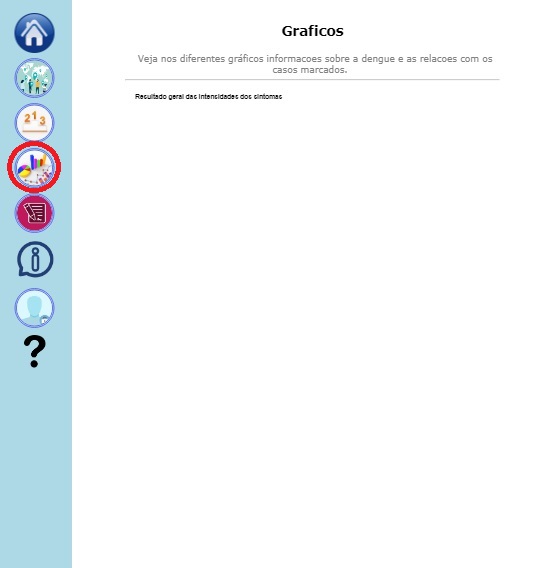 Graficos
Veja nos diferentes gráficos informacoes sobre a dengue e as relacoes com os
casos marcados.
Resultado geral das intensidades dos sintomas
2 1 3
?